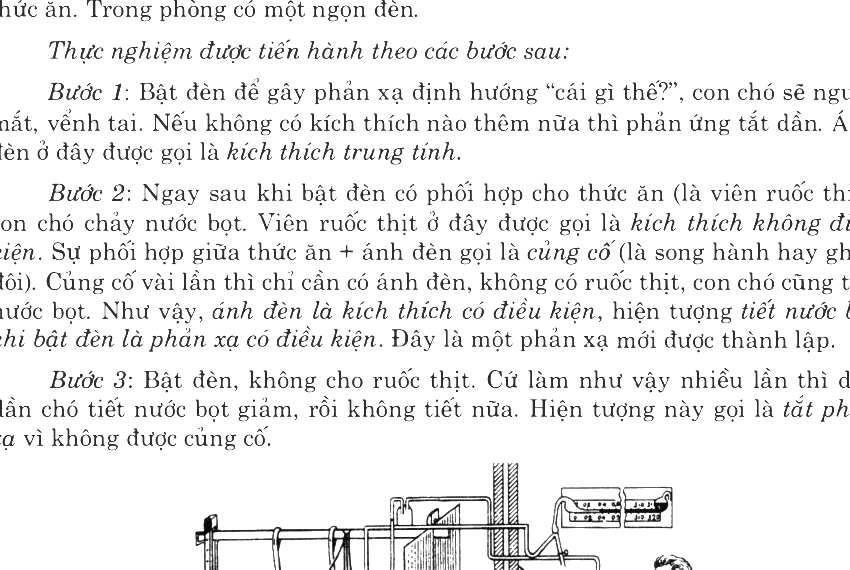 hức ăn. Trong phòng có một ngọn đèn.
Thực nghiệm được tiến hành theo các bước sau:
Bước 1: Bật đèn để gây phản xạ định hướng “cái gì thế?”, con chó sẽ ngu
mắt, vểnh tai. Nếu không có kích thích nào thêm nữa thì phản ứng tắt dần. Á
đèn ở đây được gọi là kích thích trung tính.
Bước 2: Ngay sau khi bật đèn có phối hợp cho thức ăn (là viên ruốc thị
con chó chảy nước bọt. Viên ruốc thịt ở đây được gọi là kích thích không đi
kiện. Sự phối hợp giữa thức ăn + ánh đèn gọi là củng cố (là song hành hay gh
đôi). Củng cố vài lần thì chỉ cần có ánh đèn, không có ruốc thịt, con chó cũng t
nước bọt. Như vậy, ánh đèn là kích thích có điều kiện, hiện tượng tiết nước b
khi bật đèn là phản xạ có điều kiện. Đây là một phản xạ mới được thành lập.
Bước 3: Bật đèn, không cho ruốc thịt. Cứ làm như vậy nhiều lần thì d
dần chó tiết nước bọt giảm, rồi không tiết nữa. Hiện tượng này gọi là tắt ph
xạ vì không được củng cố.